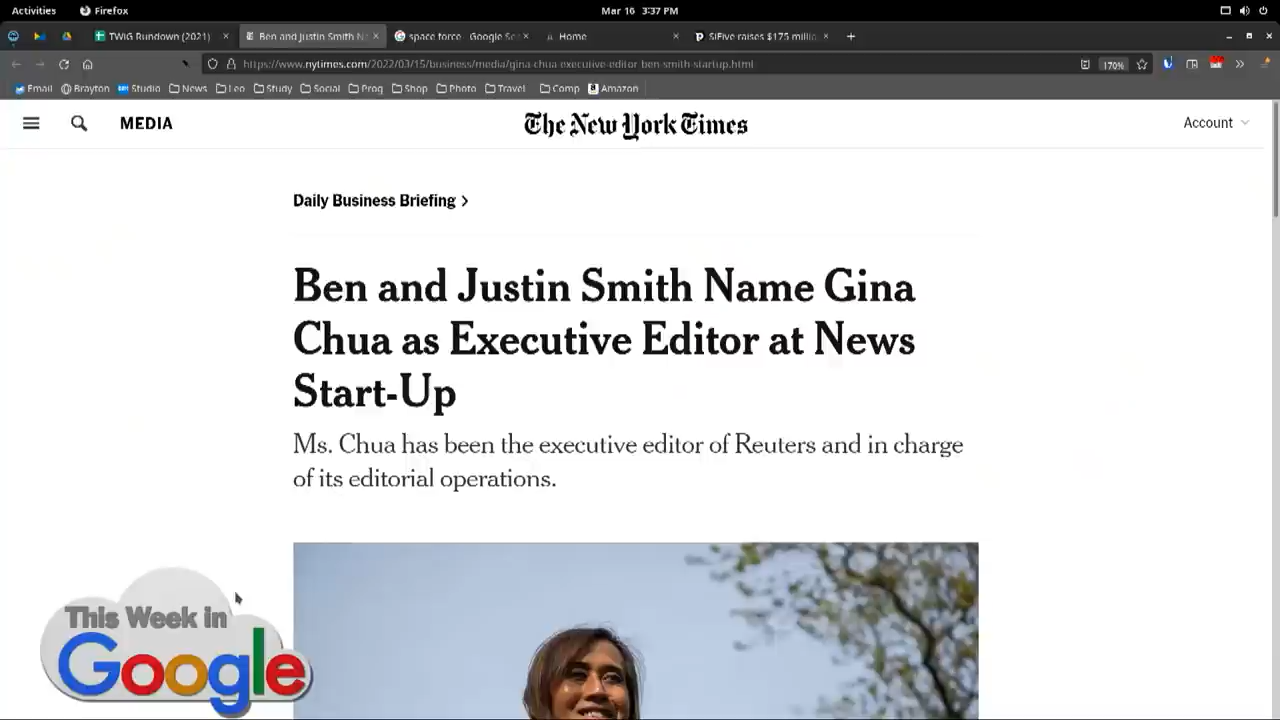 Activities Firefox Mar 16 3:37 PM
TWiG Rundown (2021) Ben and Justin Smith N space force - Google Se Home SiFive raises $175 milli
https://www.nytimes.com/2022/03/15/business/media/gina-chua-executive-editor-ben-smith-startup.html 170%
Email Brayton Studio News Leo Study Social Prog Shop Photo Travel Comp Amazon
MEDIA The New York Times Account
Daily Business Briefing
Ben and Justin Smith Name Gina
Chua as Executive Editor at News
Start-Up
Ms. Chua has been the executive editor of Reuters and in charge
of its editorial operations.
This Week in
Google